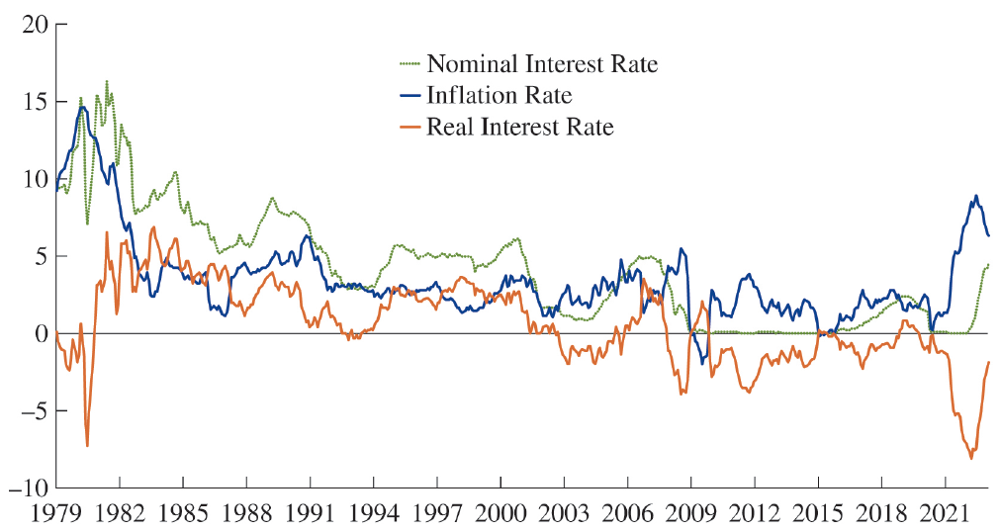 20
Nominal Interest Rate
Inflation Rate
Real Interest Rate
15
10
5
0
−5
−10
1979 1982 1985 1988 1991 1994 1997 2000 2003 2006 2009 2012 2015 2018 2021